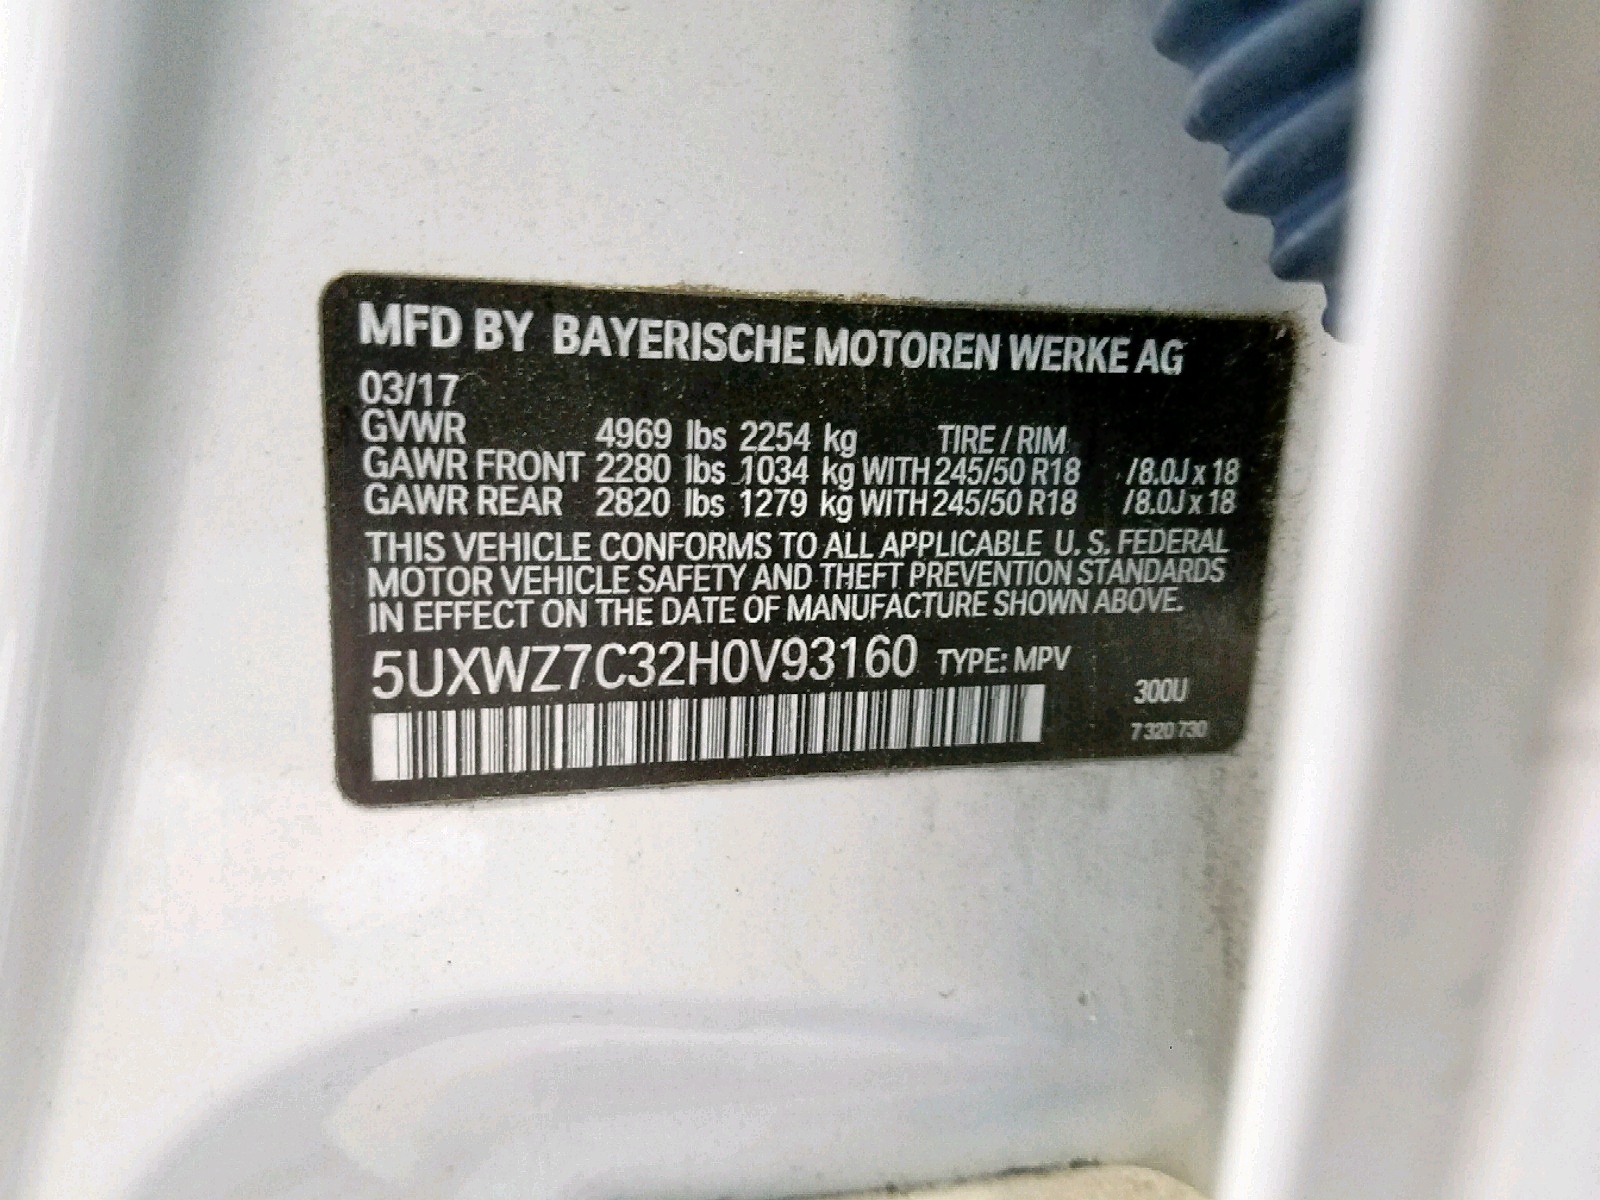 MFD BY BAYERISCHE MOTOREN WERKE AG
03/17
GVWR 4969 lbs 2254 kg TIRE / RIM
GAWR FRONT 2280 lbs 1034 kg WITH 245/50 R18 /8.0J x 18
GAWR REAR 2820 lbs 1279 kg WITH 245/50 R18 /8.0J x 18
THIS VEHICLE CONFORMS TO ALL APPLICABLE U. S. FEDERAL
MOTOR VEHICLE SAFETY AND THEFT PREVENTION STANDARDS
IN EFFECT ON THE DATE OF MANUFACTURE SHOWN ABOVE.
5UXWZ7C32H0V93160 TYPE: MPV
300U
7 320 730